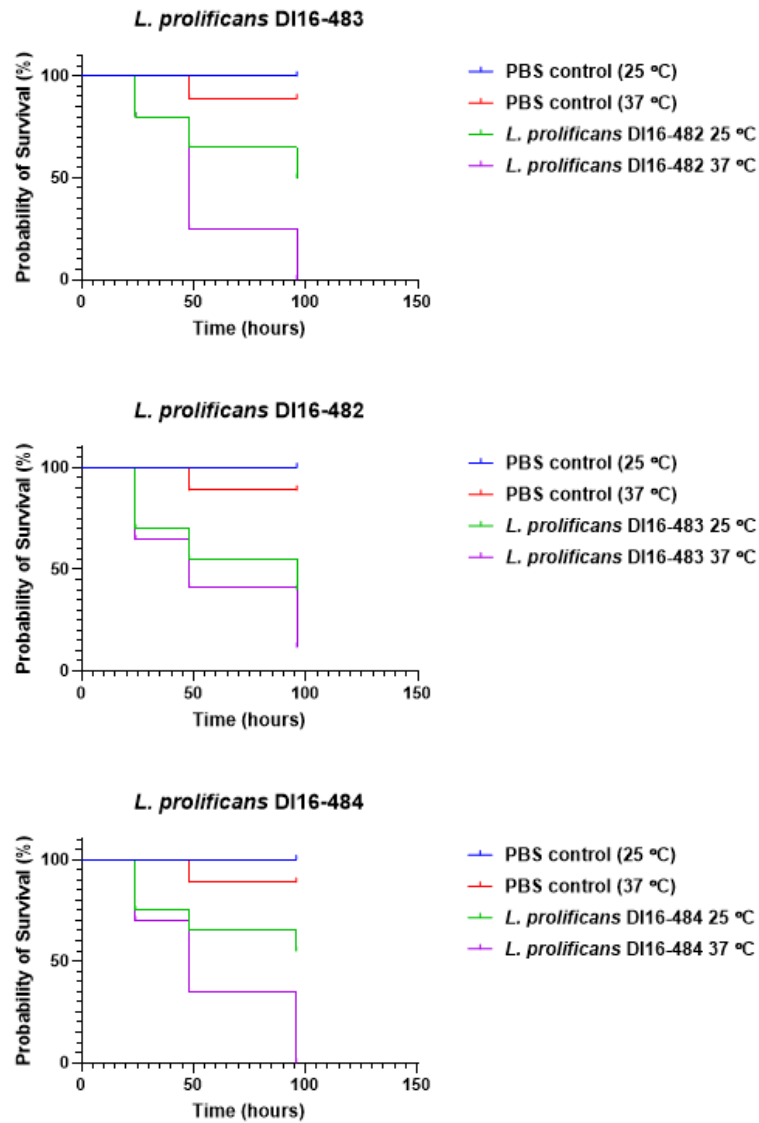 L. prolificans DI16-483
Probability of Survival (%)
100
50
0
0 50 100 150
Time (hours)
PBS control (25 ºC)
PBS control (37 ºC)
L. prolificans DI16-482 25 ºC
L. prolificans DI16-482 37 ºC
L. prolificans DI16-482
Probability of Survival (%)
100
50
0
0 50 100 150
Time (hours)
PBS control (25 ºC)
PBS control (37 ºC)
L. prolificans DI16-483 25 ºC
L. prolificans DI16-483 37 ºC
L. prolificans DI16-484
Probability of Survival (%)
100
50
0
0 50 100 150
Time (hours)
PBS control (25 ºC)
PBS control (37 ºC)
L. prolificans DI16-484 25 ºC
L. prolificans DI16-484 37 ºC